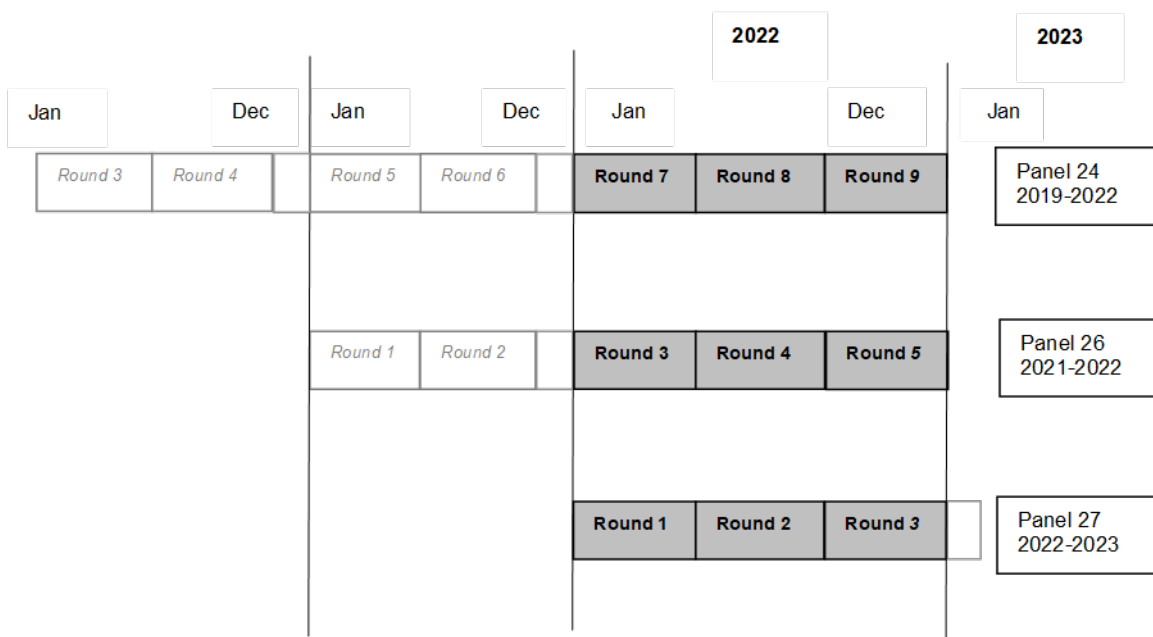 2022
2023
Jan
Dec
Jan
Dec
Jan
Dec
Jan
Round 3
Round 4
Round 5
Round 6
Round 7
Round 8
Round 9
Panel 24
2019-2022
Round 1
Round 2
Round 3
Round 4
Round 5
Panel 26
2021-2022
Round 1
Round 2
Round 3
Panel 27
2022-2023